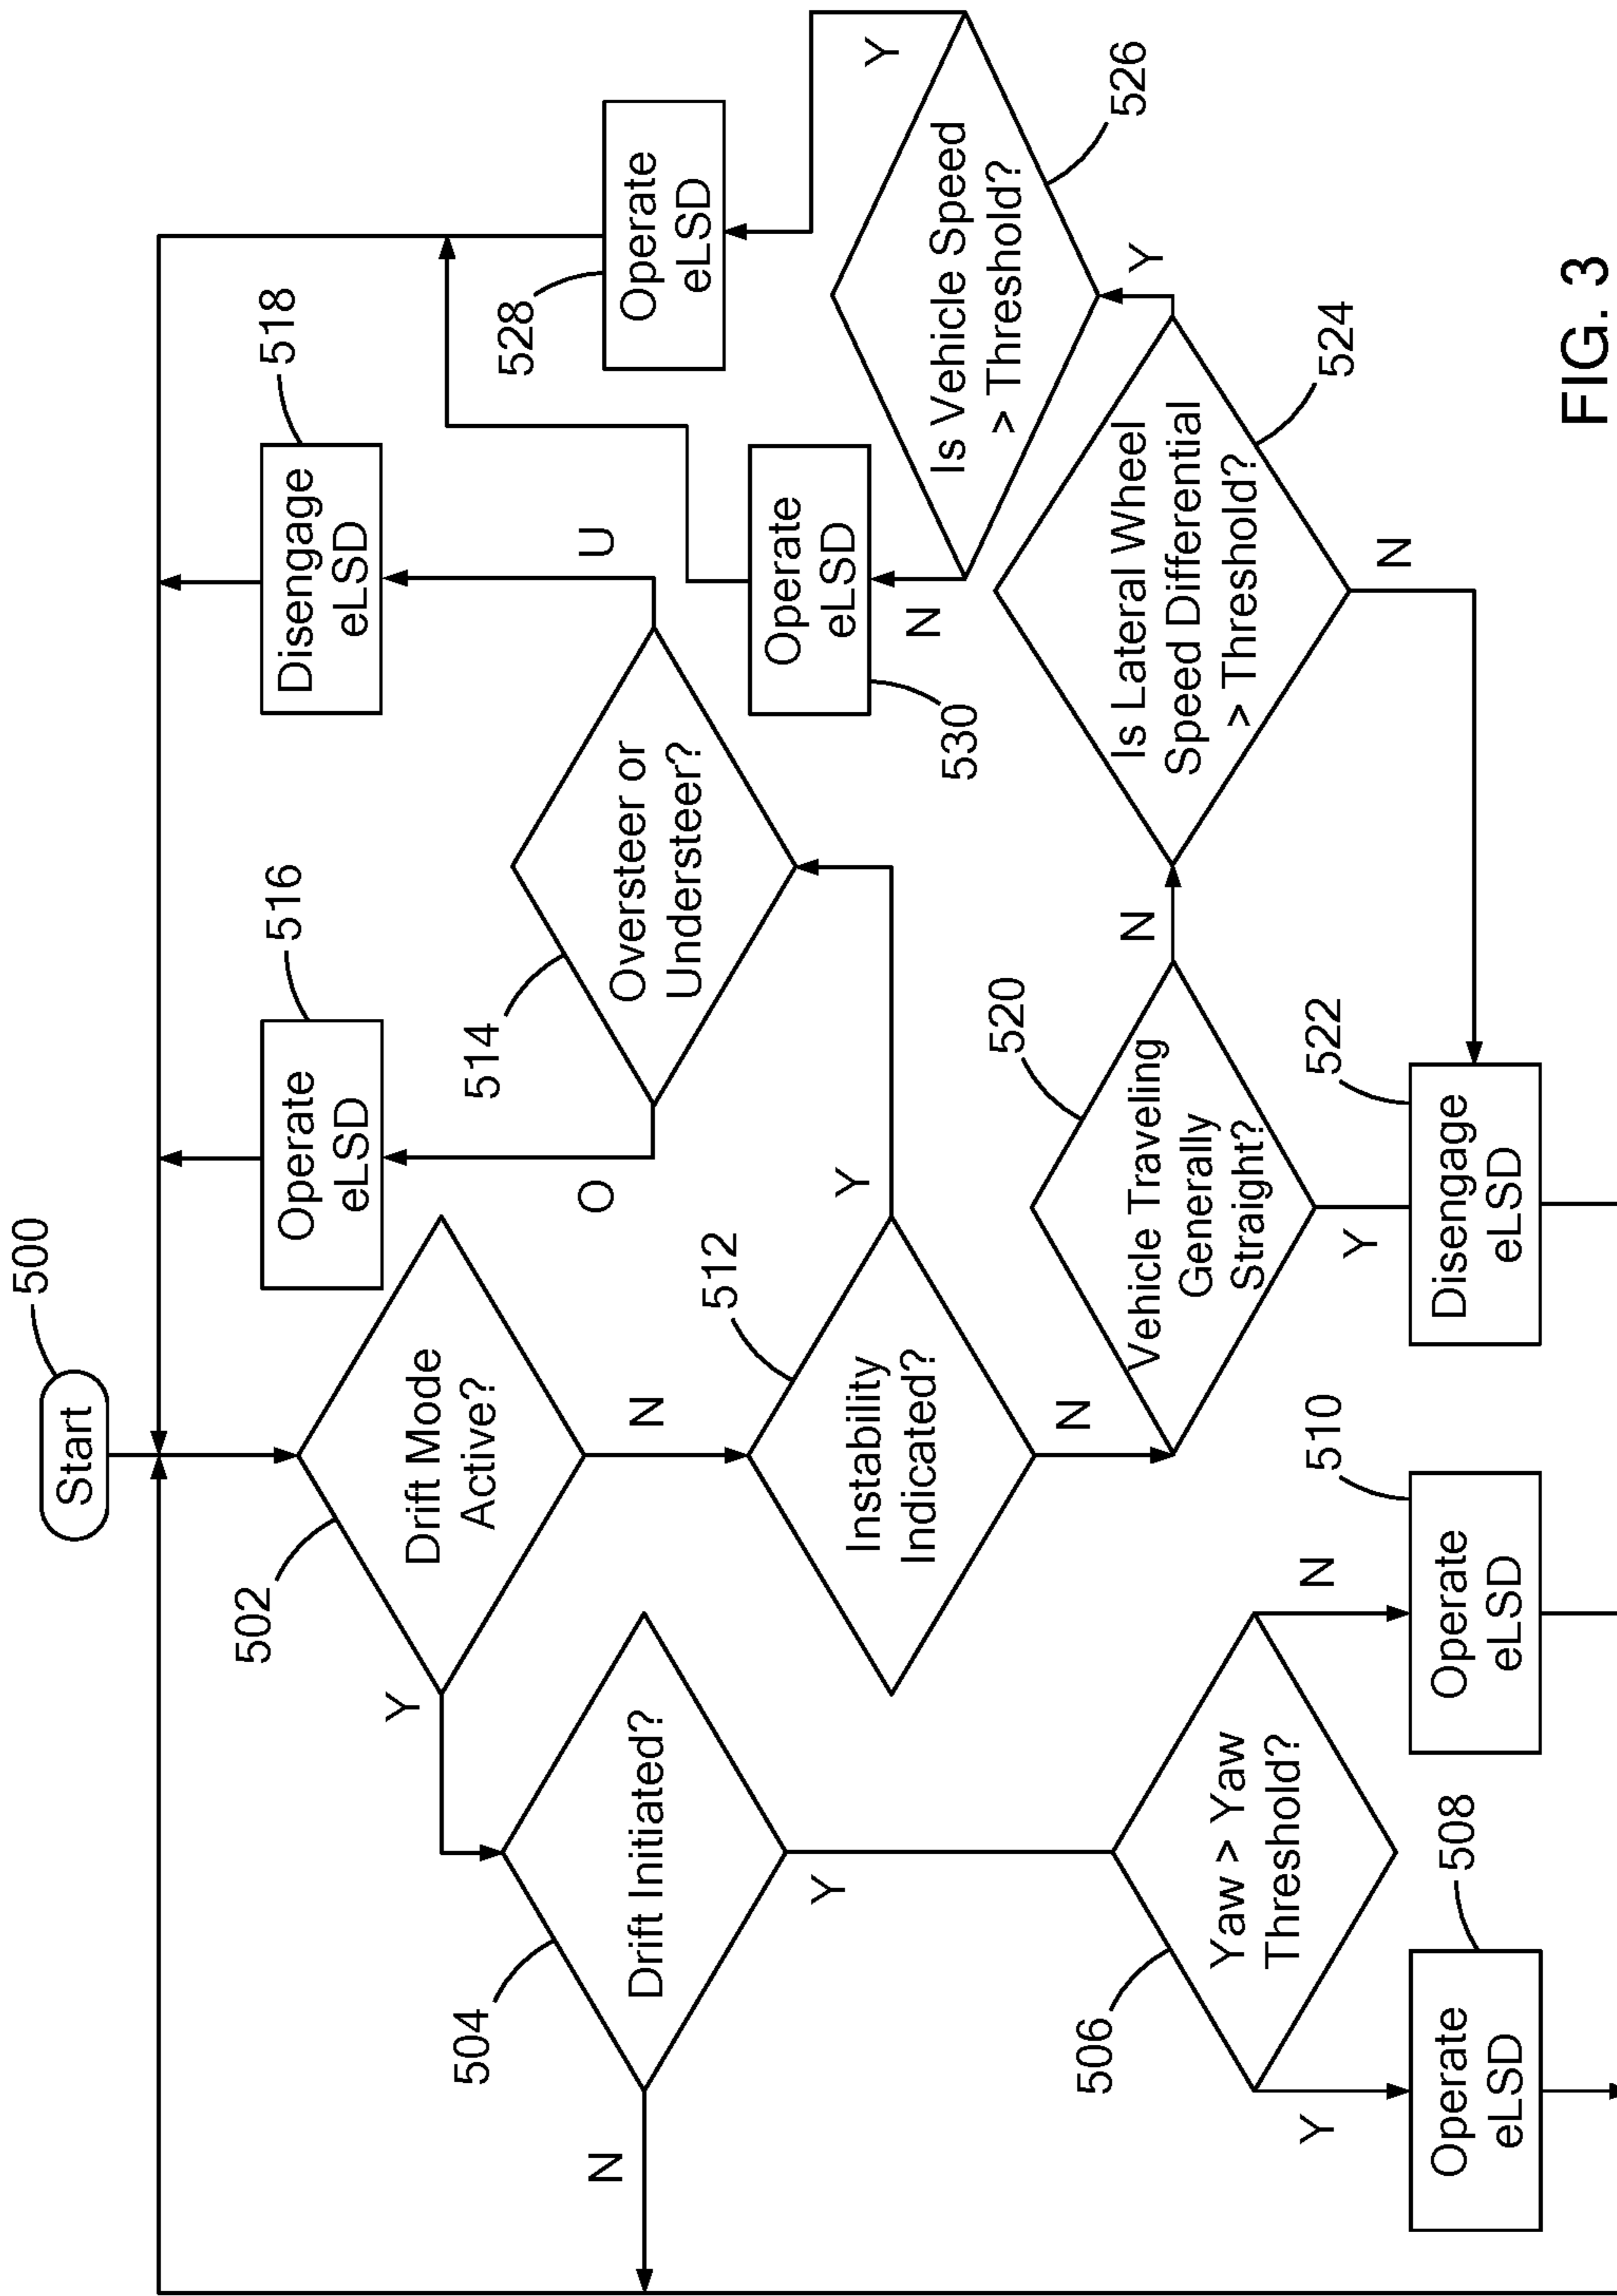 500
Start
502
Drift Mode
Active?
Y
N
504
Drift Initiated?
N
Y
506
Yaw > Yaw
Threshold?
Y
N
508
Operate
eLSD
510
Operate
eLSD
512
Instability
Indicated?
Y
N
514
Oversteer or
Understeer?
O
U
516
Operate
eLSD
518
Disengage
eLSD
520
Vehicle Traveling
Generally
Straight?
N
Y
522
Disengage
eLSD
524
Is Lateral Wheel
Speed Differential
> Threshold?
Y
N
526
Is Vehicle Speed
> Threshold?
Y
N
528
Operate
eLSD
530
Operate
eLSD
FIG. 3